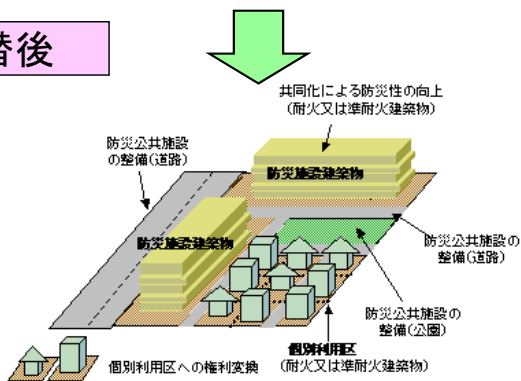 替後
共同化による防災性の向上
(耐火又は準耐火建築物)
防災公共施設
の整備(道路)
防災施設建築物
防災施設建築物
防災公共施設の
整備(道路)
防災公共施設の
整備(公園)
個別利用区
(耐火又は準耐火建築物)
個別利用区への権利変換